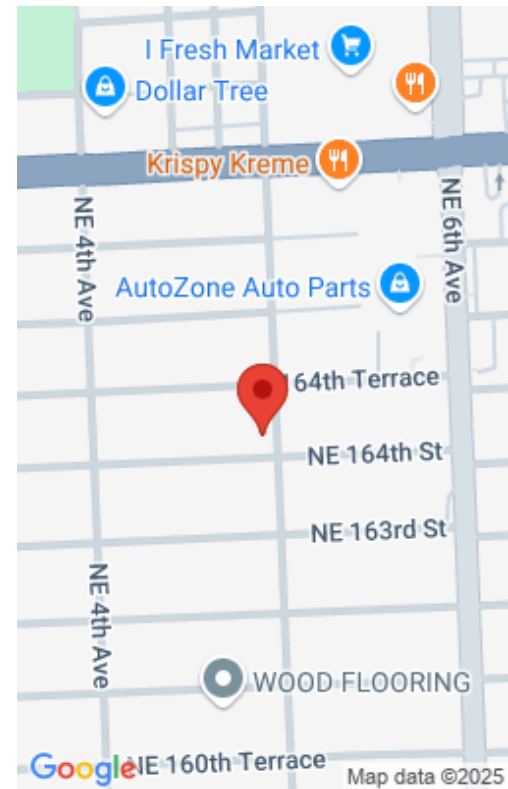 I Fresh Market
Dollar Tree
Krispy Kreme
NE 4th Ave
NE 6th Ave
AutoZone Auto Parts
164th Terrace
NE 164th St
NE 163rd St
NE 4th Ave
WOOD FLOORING
NE 160th Terrace
Google
Map data ©2025